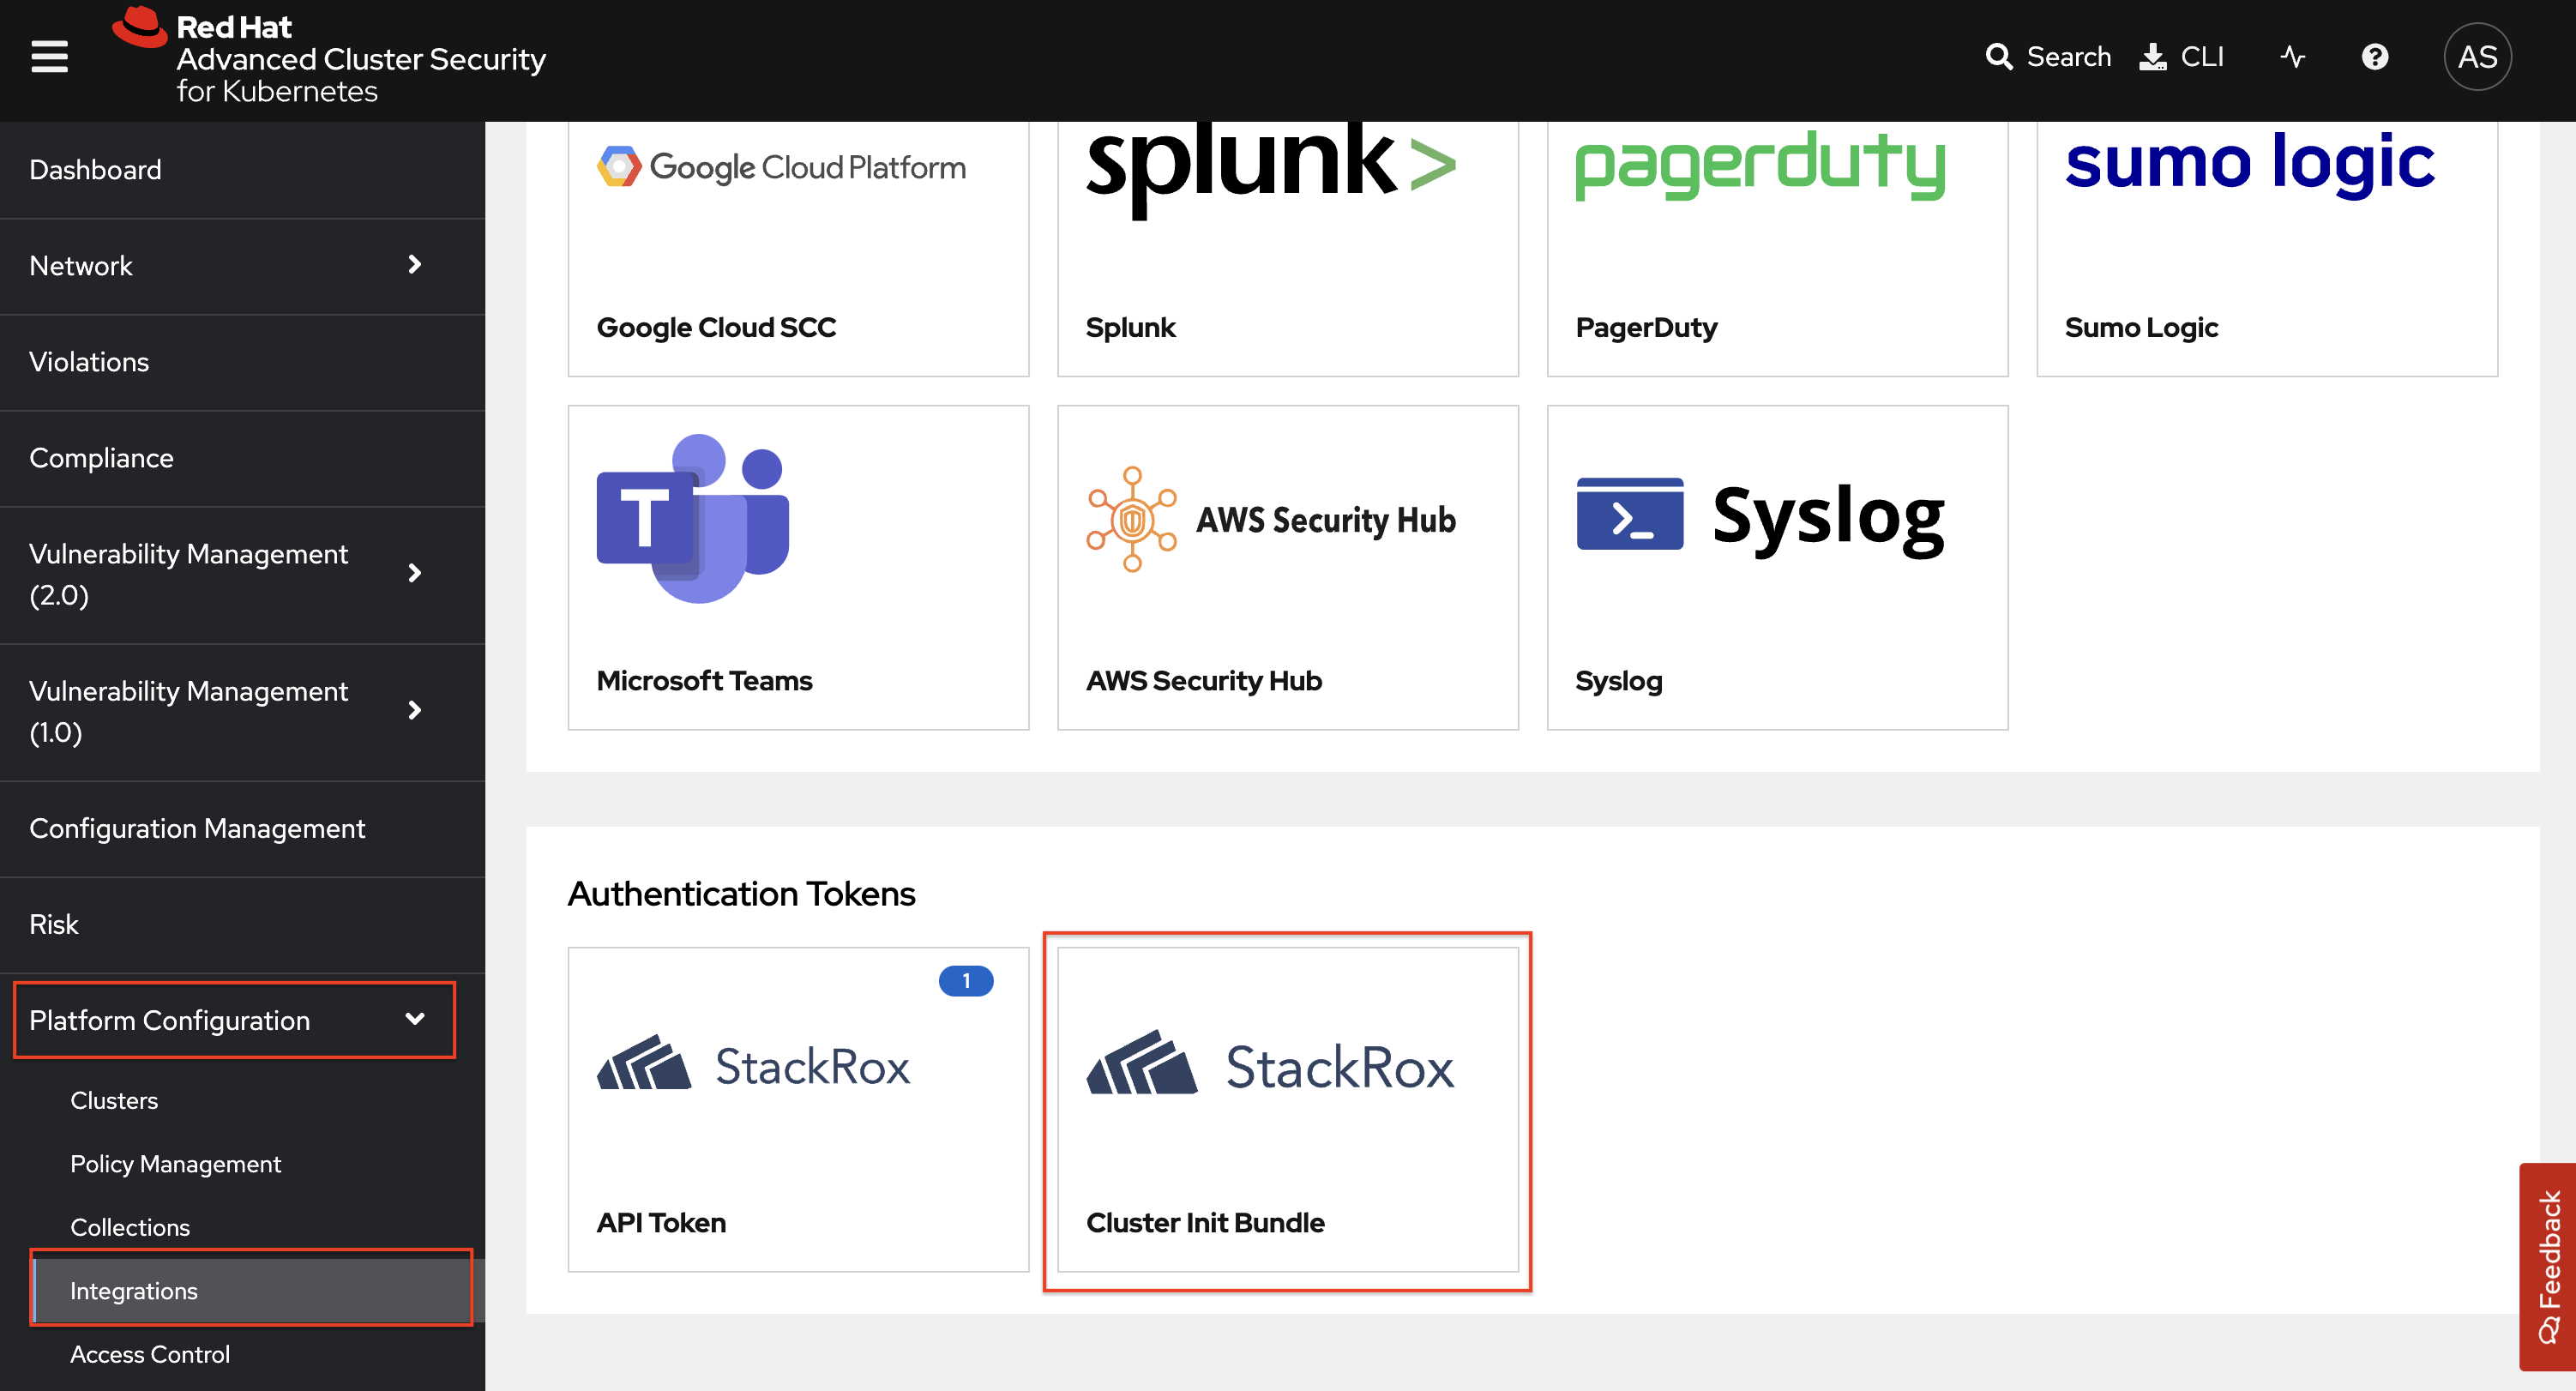 Red Hat
Advanced Cluster Security
for Kubernetes
Search
CLI
AS
Dashboard
Network
Violations
Compliance
Vulnerability Management
(2.0)
Vulnerability Management
(1.0)
Configuration Management
Risk
Platform Configuration
Clusters
Policy Management
Collections
Integrations
Access Control
Google Cloud Platform
Google Cloud SCC
splunk>
Splunk
pagerduty
PagerDuty
sumo logic
Sumo Logic
T
Microsoft Teams
AWS Security Hub
AWS Security Hub
Syslog
Syslog
Authentication Tokens
1
StackRox
API Token
StackRox
Cluster Init Bundle
Feedback